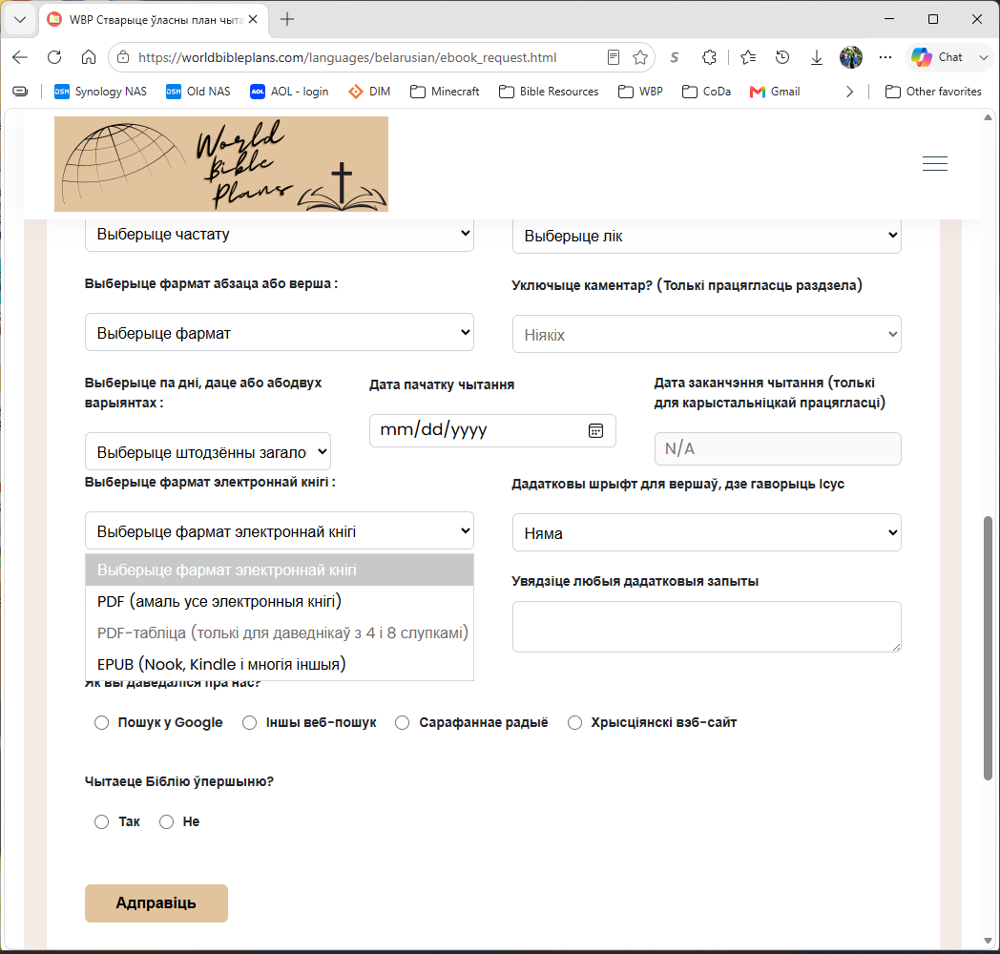 WBP Стварыце ўласны план чыта
https://worldbibleplans.com/languages/belarusian/ebook_request.html
Chat
Synology NAS
Old NAS
AOL - login
DIM
Minecraft
Bible Resources
WBP
CoDa
Gmail
Other favorites
World
Bible
Plans
Выберыце частату
Выберыце лік
Выберыце фармат абзаца або верша :
Уключыце каментар? (Толькі працягласць раздзела)
Выберыце фармат
Ніякіх
Выберыце па дні, даце або абодвух
варыянтах :
Дата пачатку чытання
Дата заканчэння чытання (толькі
для карыстальніцкай працягласці)
Выберыце штодзённы загало
mm/dd/yyyy
N/A
Выберыце фармат электроннай кнігі :
Дадатковы шрыфт для вершаў, дзе гаворыць Ісус
Выберыце фармат электроннай кнігі
Няма
Выберыце фармат электроннай кнігі
PDF (амаль усе электронныя кнігі)
PDF-табліца (толькі для даведнікаў з 4 і 8 слупкамі)
EPUB (Nook, Kindle і многія іншыя)
Увядзіце любыя дадатковыя запыты
Як вы даведаліся пра нас?
Пошук у Google
Іншы веб-пошук
Сарафаннае радыё
Хрысціянскі вэб-сайт
Чытаеце Біблію ўпершыню?
Так
Не
Адправіць